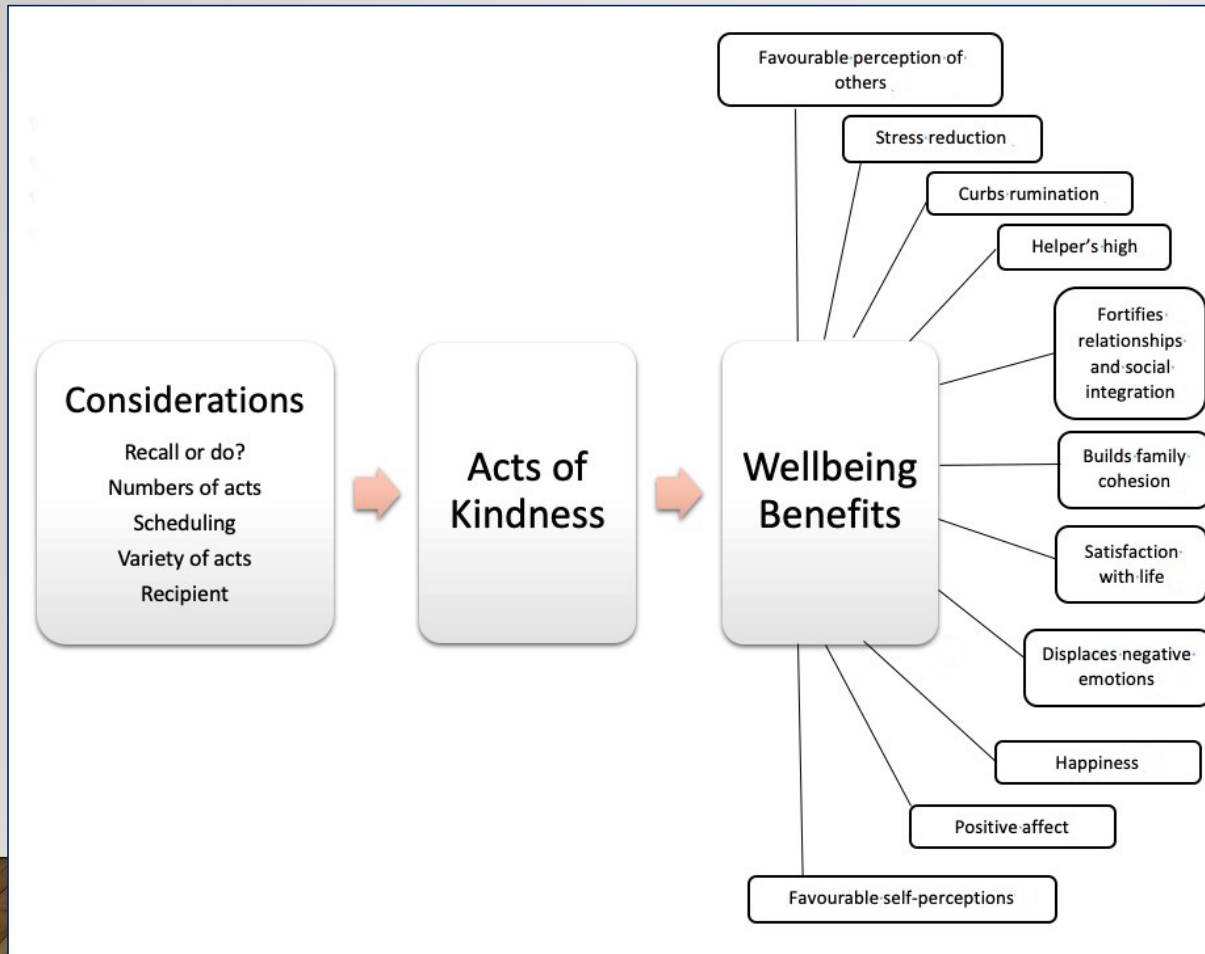 Considerations
Recall or do?
Numbers of acts
Scheduling
Variety of acts
Recipient
Acts of
Kindness
Wellbeing
Benefits
Favourable perception of
others
Stress reduction
Curbs rumination
Helper's high
Fortifies
relationships
and social
integration
Builds family
cohesion
Satisfaction
with life
Displaces negative
emotions
Happiness
Positive affect
Favourable self-perceptions